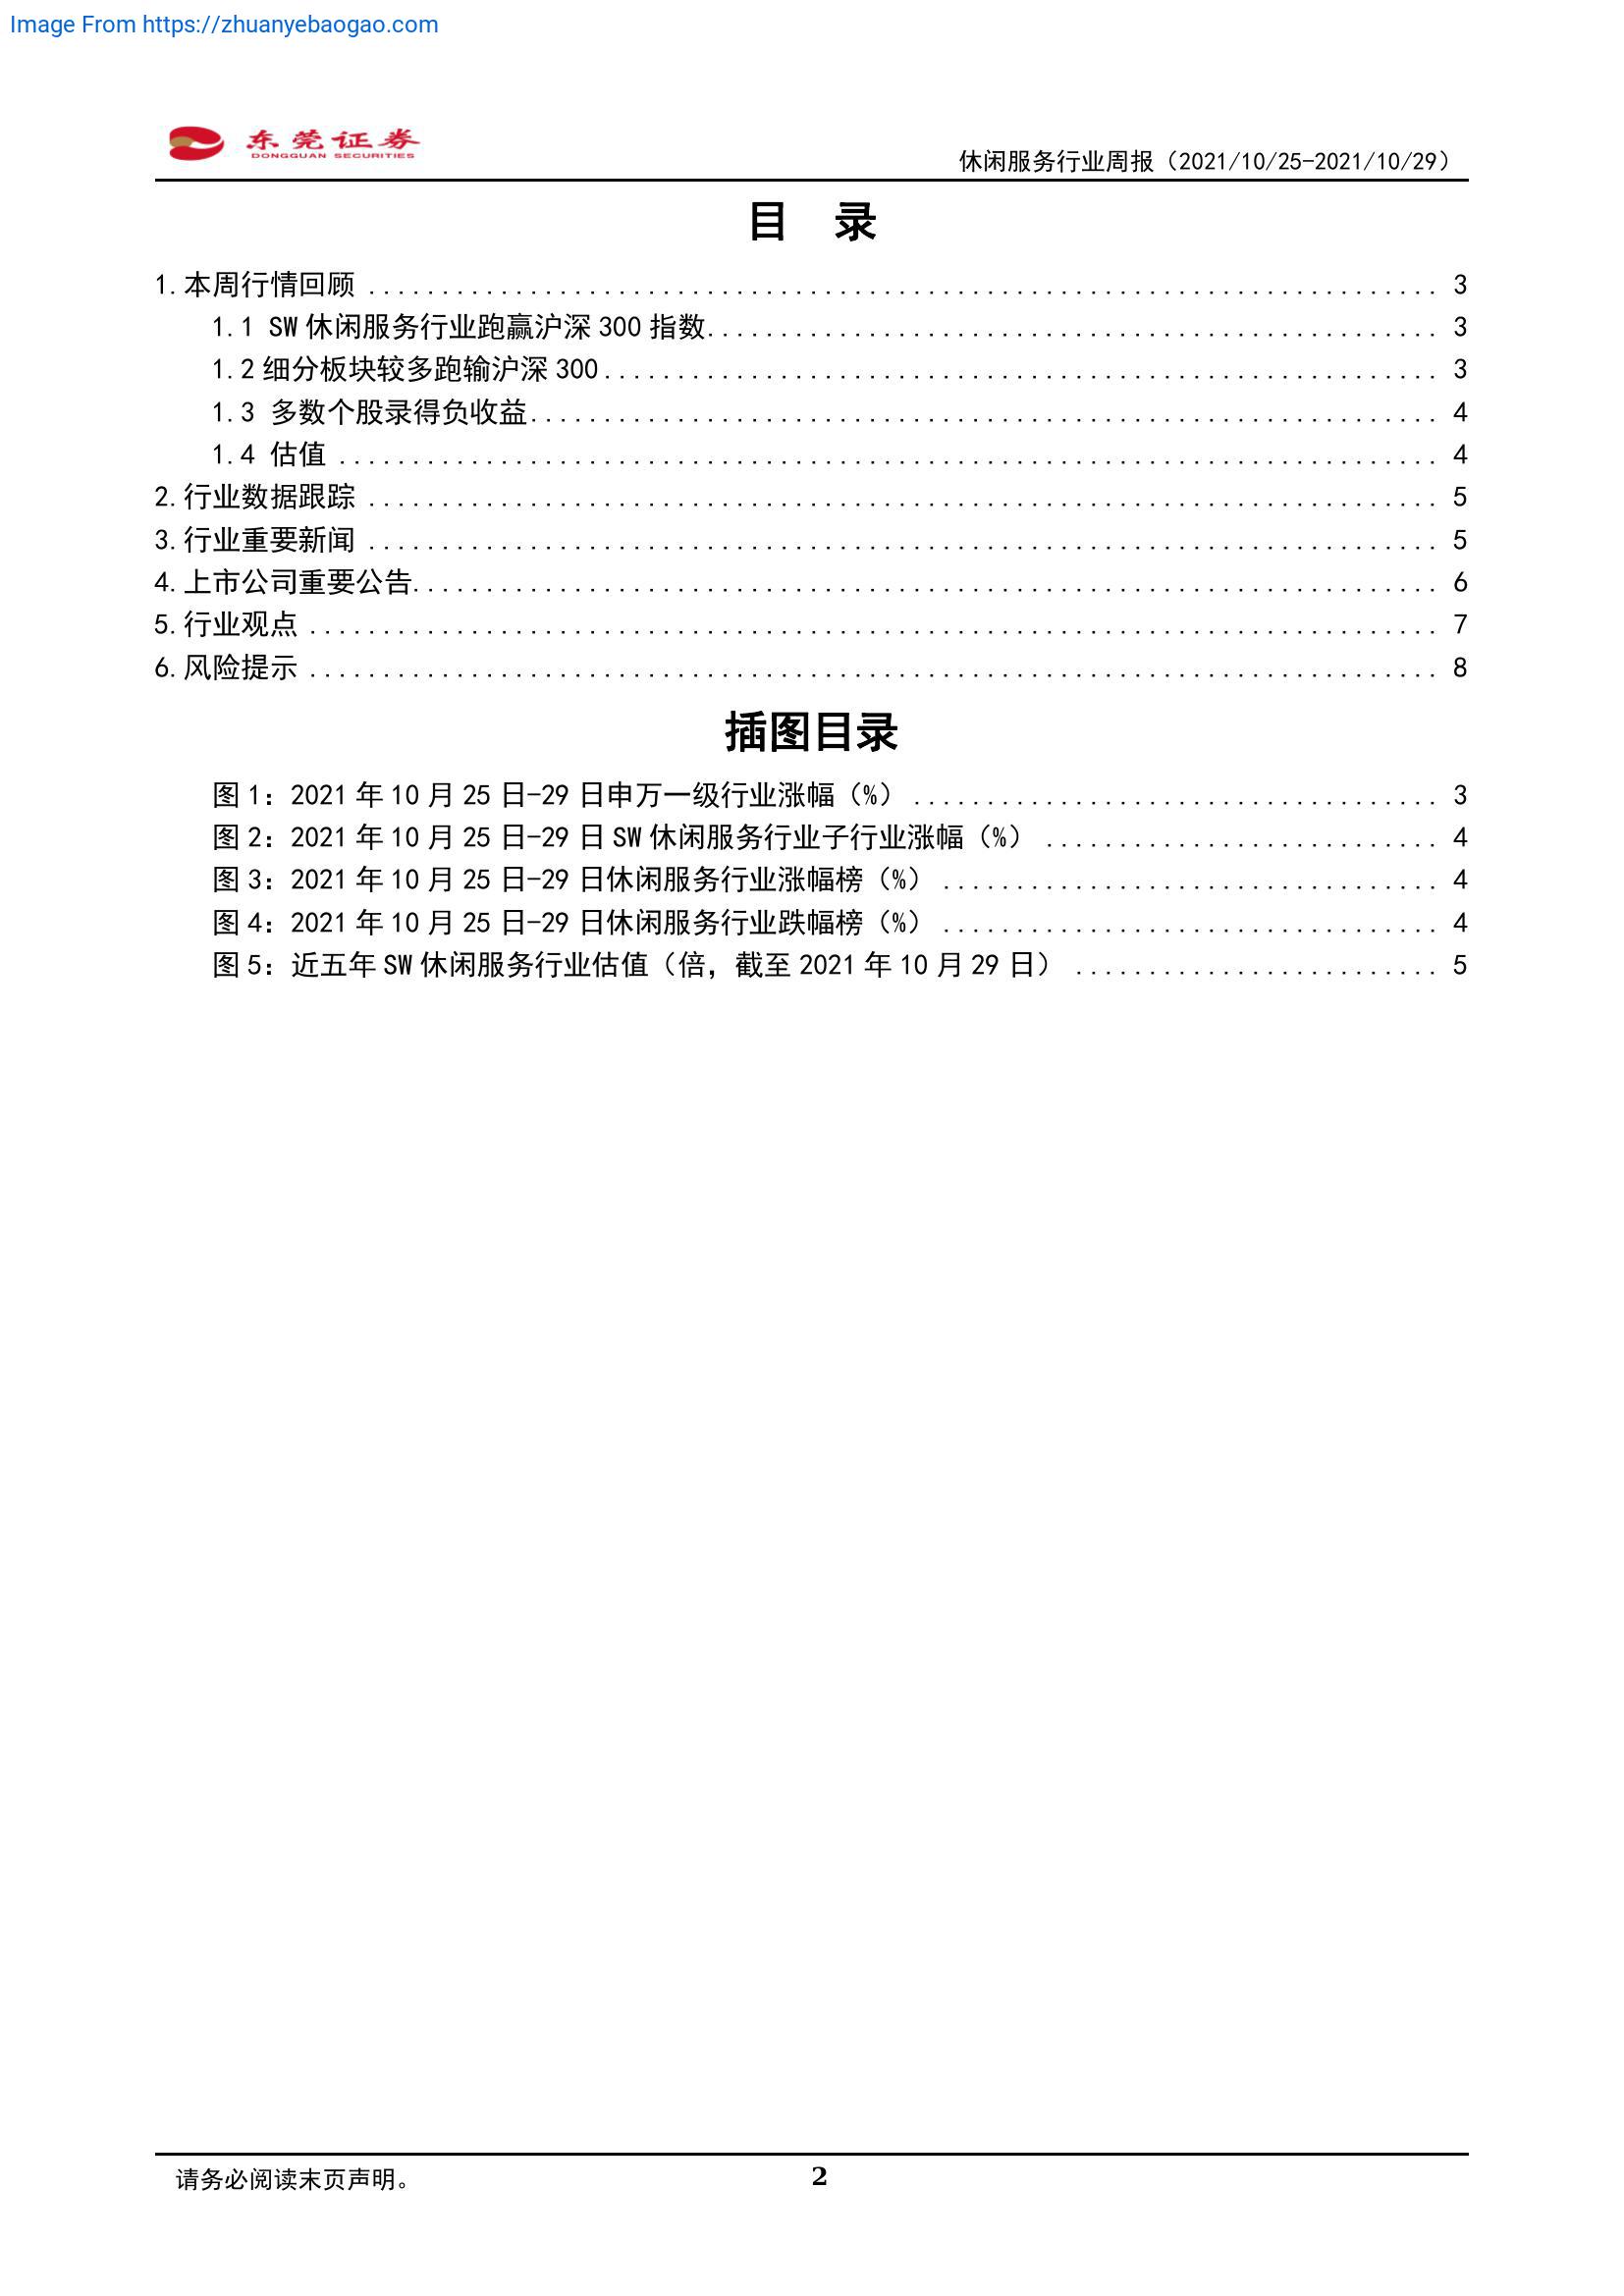 Image From https://zhuanyebaogao.com
东莞证券
DONGGUAN SECURITIES
休闲服务行业周报（2021/10/25-2021/10/29）
目 录
1.本周行情回顾 ........................................................................ 3
1.1 SW 休闲服务行业跑赢沪深 300 指数.................................................. 3
1.2 细分板块较多跑输沪深 300......................................................... 3
1.3 多数个股录得负收益.............................................................. 4
1.4 估值 ........................................................................... 4
2.行业数据跟踪 ........................................................................ 5
3.行业重要新闻 ........................................................................ 5
4.上市公司重要公告...................................................................... 6
5.行业观点 ............................................................................. 7
6.风险提示 ............................................................................. 8
插图目录
图 1：2021 年 10 月 25 日-29 日申万一级行业涨幅（%） .................................... 3
图 2：2021 年 10 月 25 日-29 日 SW 休闲服务行业子行业涨幅（%） ........................... 4
图 3：2021 年 10 月 25 日-29 日休闲服务行业涨幅榜（%） .................................. 4
图 4：2021 年 10 月 25 日-29 日休闲服务行业跌幅榜（%） .................................. 4
图 5：近五年 SW 休闲服务行业估值（倍，截至 2021 年 10 月 29 日） ......................... 5
请务必阅读末页声明。
2